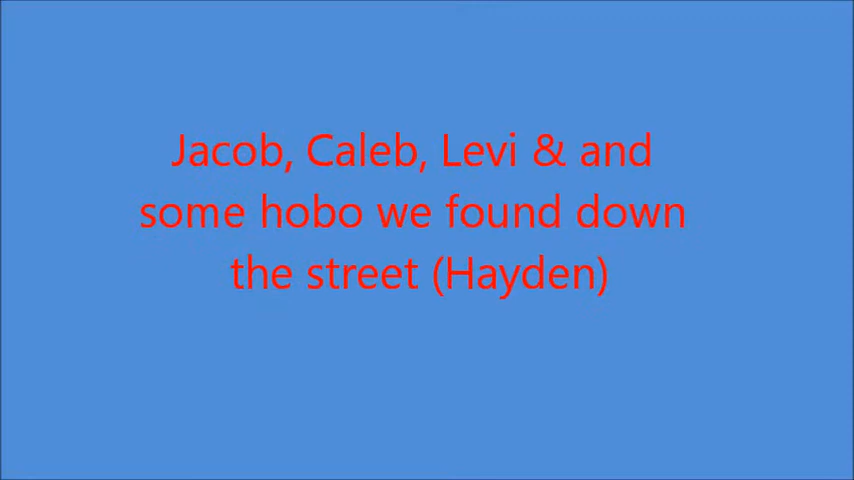 Jacob, Caleb, Levi & and
some hobo we found down
the street (Hayden)